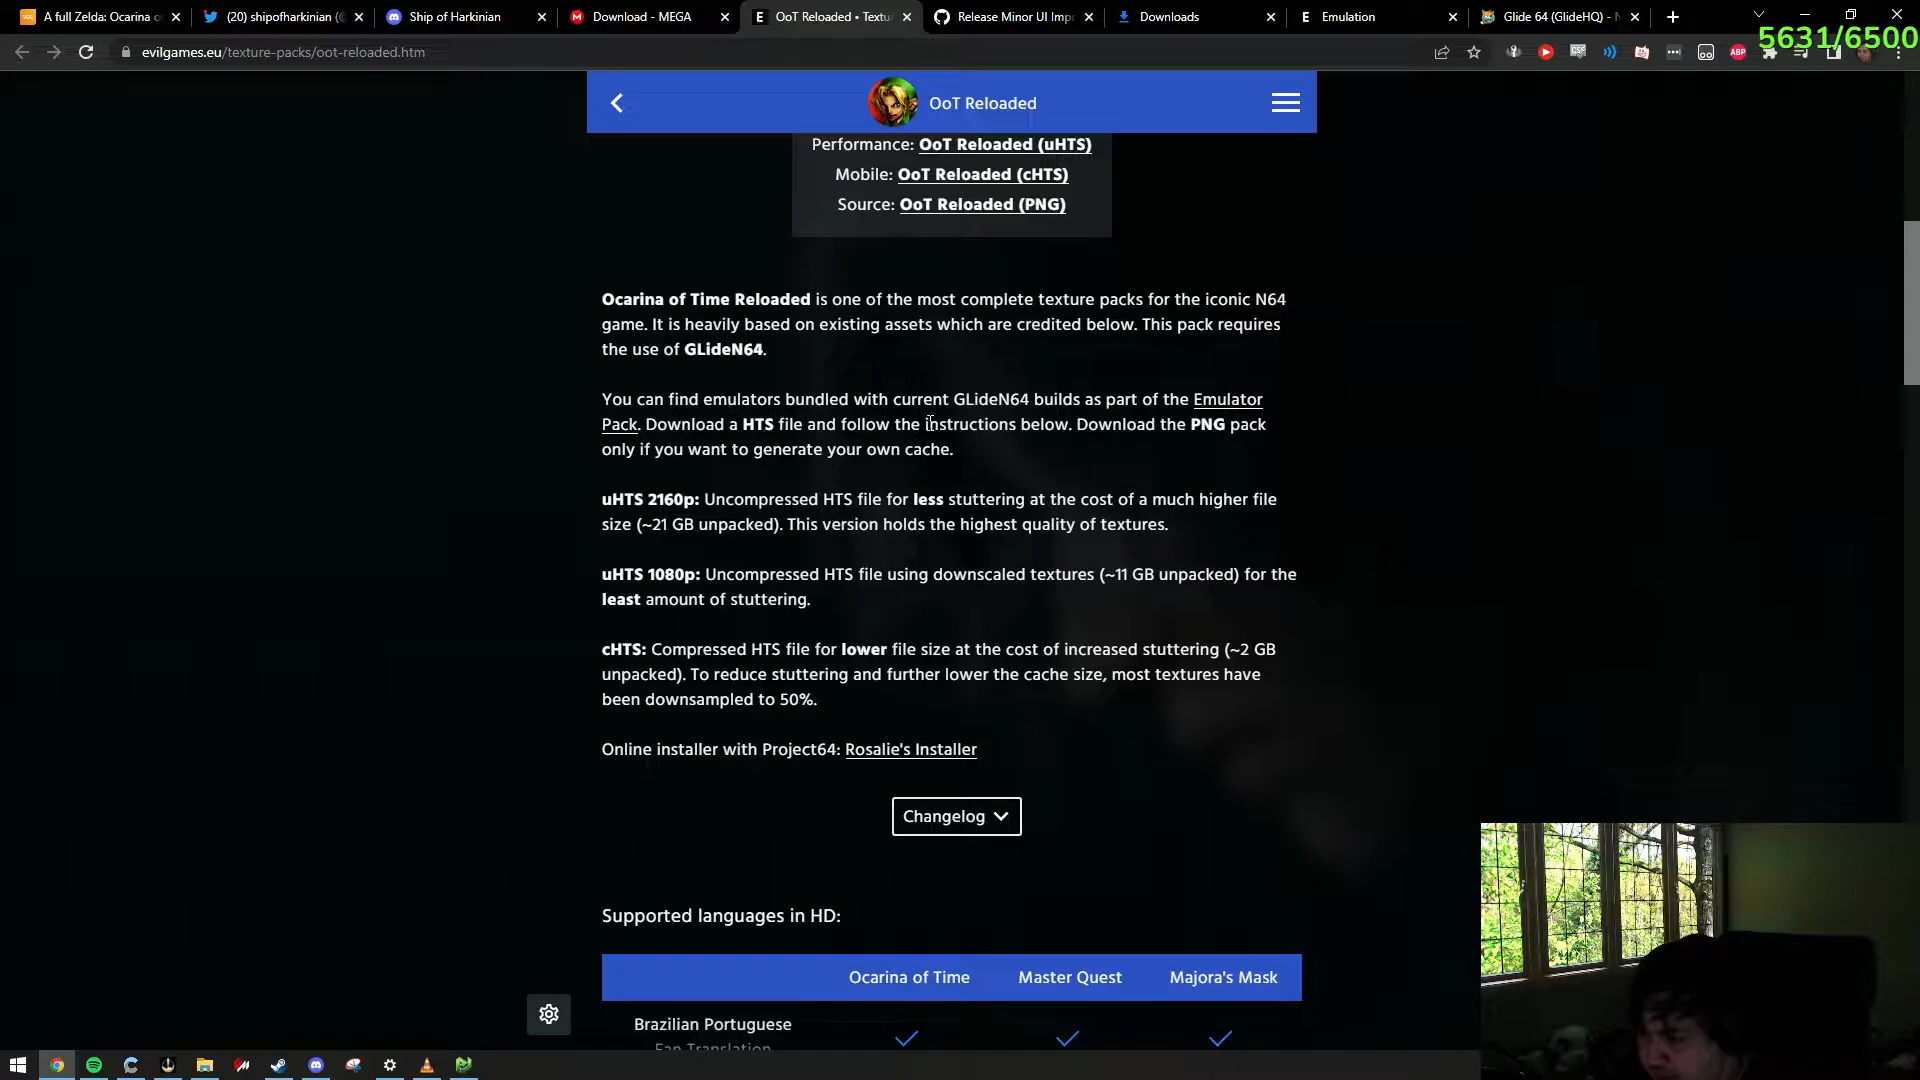 A full Zelda: Ocarina o
(20) shipofharkinian (@
Ship of Harkinian
Download - MEGA
OoT Reloaded • Textu
Release Minor UI Impr
Downloads
E Emulation
Glide 64 (GlideHQ) - N
5631/6500
evilgames.eu/texture-packs/oot-reloaded.htm
OoT Reloaded
Performance: OoT Reloaded (uHTS)
Mobile: OoT Reloaded (cHTS)
Source: OoT Reloaded (PNG)
Ocarina of Time Reloaded is one of the most complete texture packs for the iconic N64
game. It is heavily based on existing assets which are credited below. This pack requires
the use of GLideN64.
You can find emulators bundled with current GLideN64 builds as part of the Emulator
Pack. Download a HTS file and follow the instructions below. Download the PNG pack
only if you want to generate your own cache.
uHTS 2160p: Uncompressed HTS file for less stuttering at the cost of a much higher file
size (~21 GB unpacked). This version holds the highest quality of textures.
uHTS 1080p: Uncompressed HTS file using downscaled textures (~11 GB unpacked) for the
least amount of stuttering.
cHTS: Compressed HTS file for lower file size at the cost of increased stuttering (~2 GB
unpacked). To reduce stuttering and further lower the cache size, most textures have
been downsampled to 50%.
Online installer with Project64: Rosalie's Installer
Changelog
Supported languages in HD:
Ocarina of Time Master Quest Majora's Mask
Brazilian Portuguese
Fan Translation